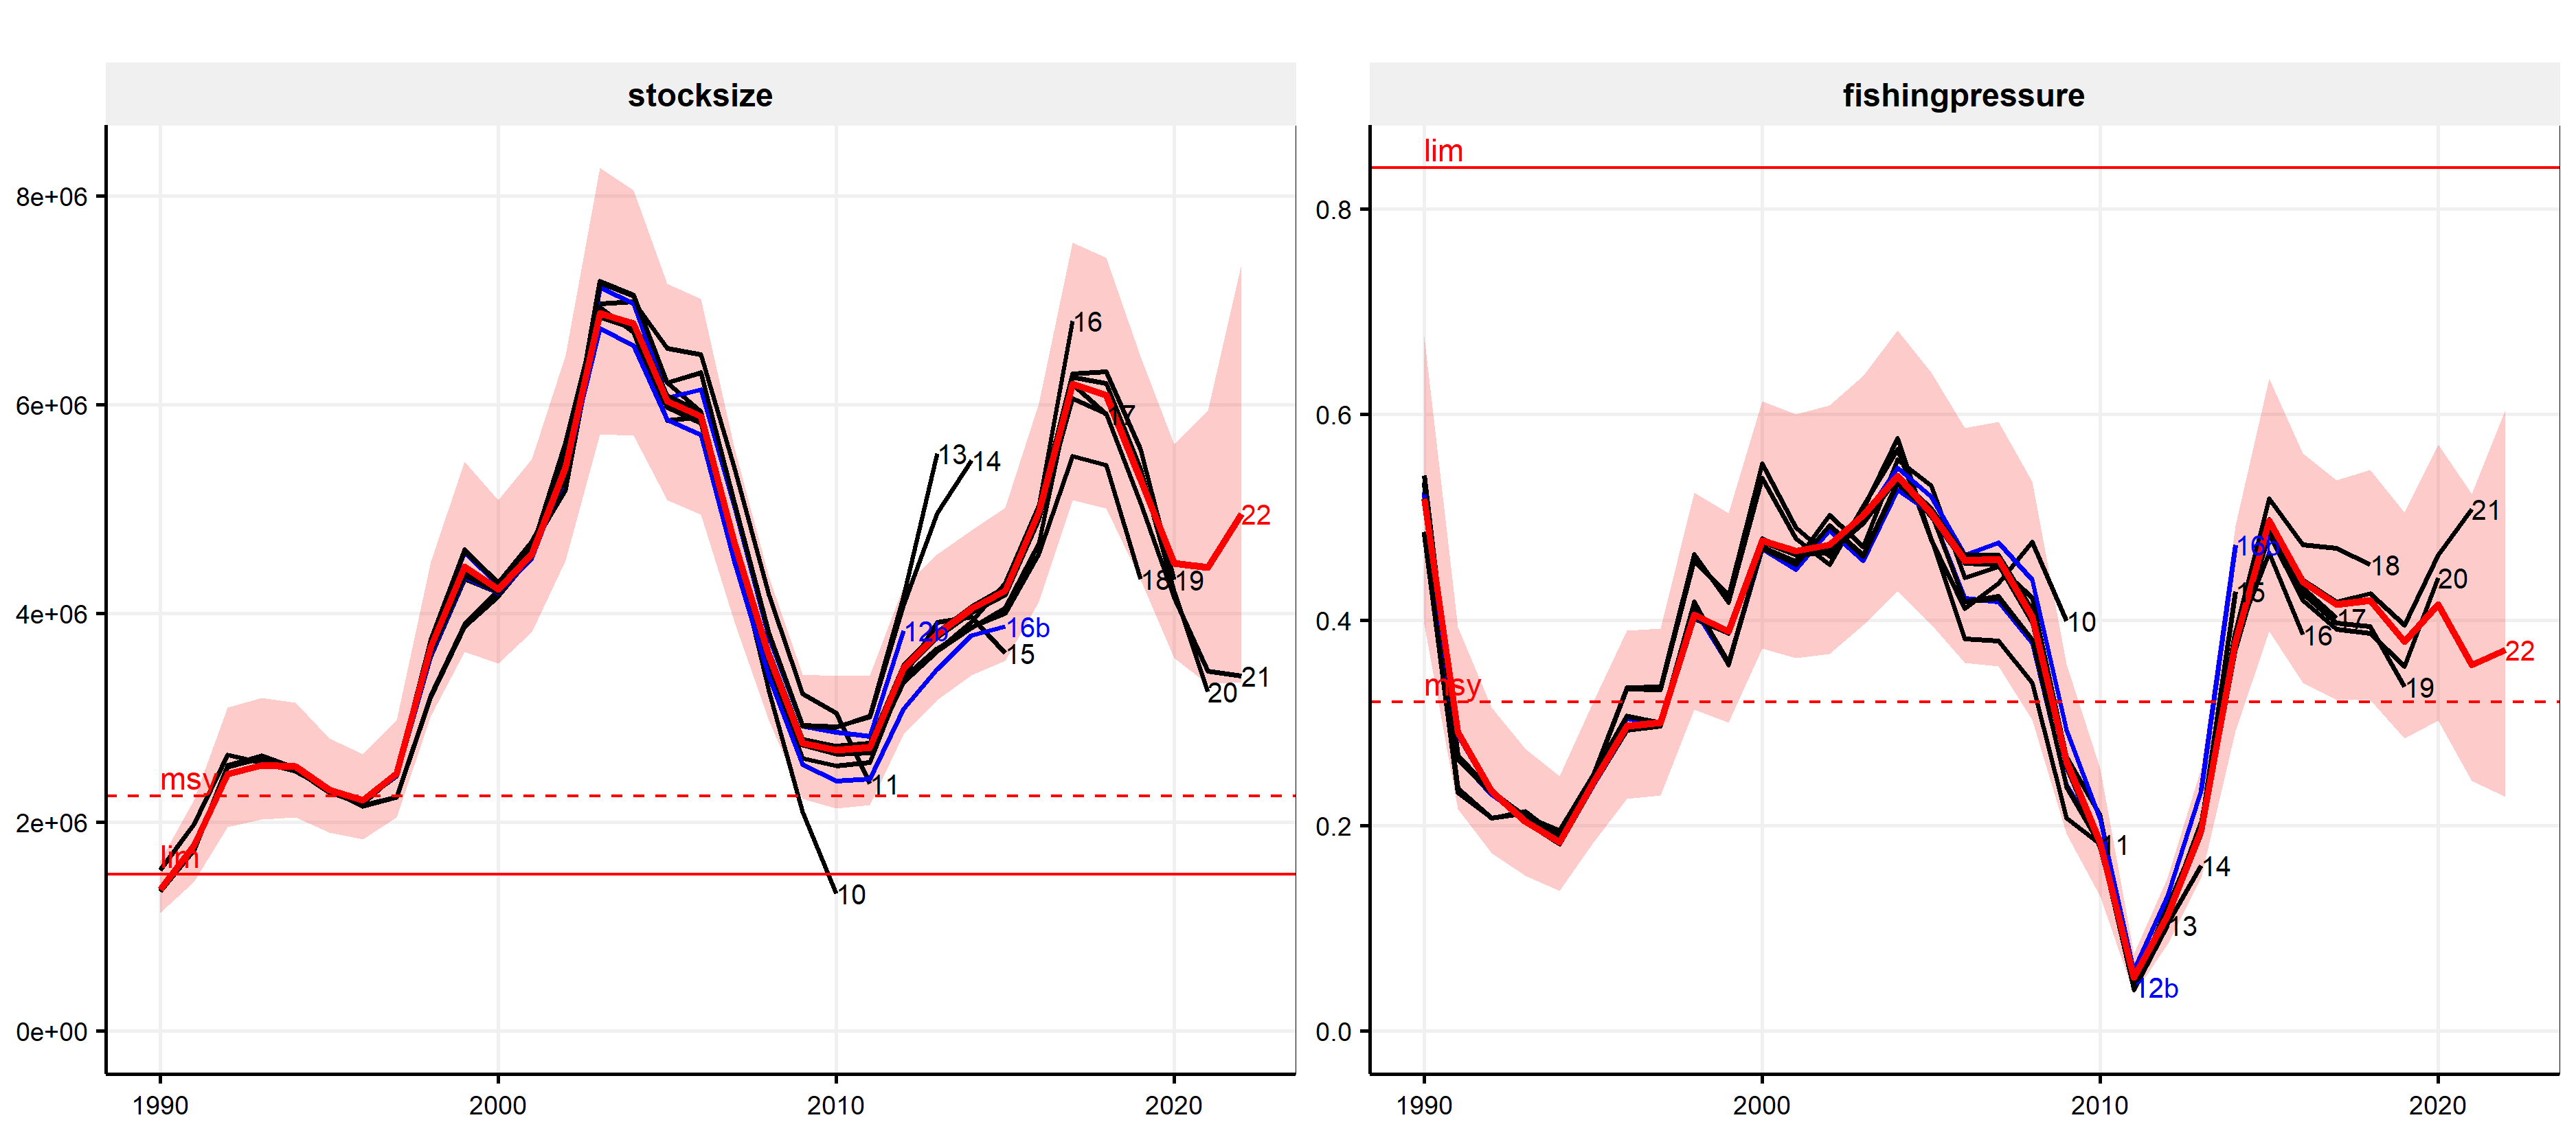 stocksize
8e+06
6e+06
4e+06
2e+06
0e+00
1990 2000 2010 2020
msy
lim
10
11
12b
13
14
15
16b
16
17
18
19
20
21
22
fishingpressure
0.8
0.6
0.4
0.2
0.0
1990 2000 2010 2020
lim
msy
10
11
12b
13
14
15
16b
16
17
18
19
20
21
22